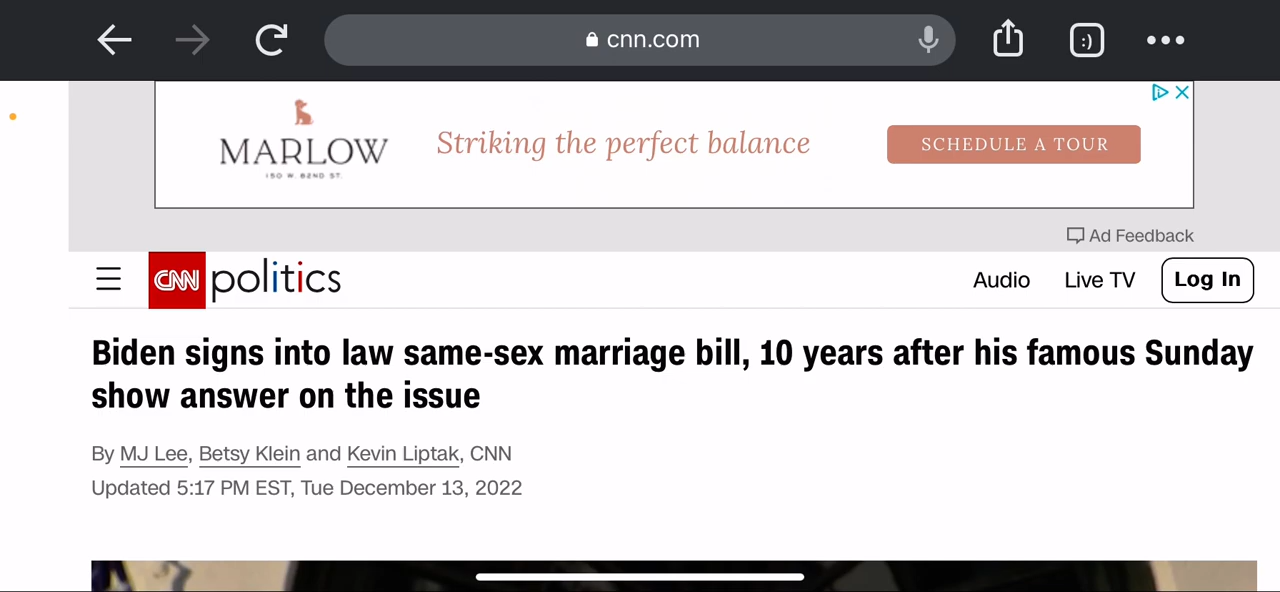 cnn.com
MARLOW
150 W. 82ND ST.
Striking the perfect balance
SCHEDULE A TOUR
Ad Feedback
CNN politics
Audio Live TV Log In
Biden signs into law same-sex marriage bill, 10 years after his famous Sunday
show answer on the issue
By MJ Lee, Betsy Klein and Kevin Liptak, CNN
Updated 5:17 PM EST, Tue December 13, 2022